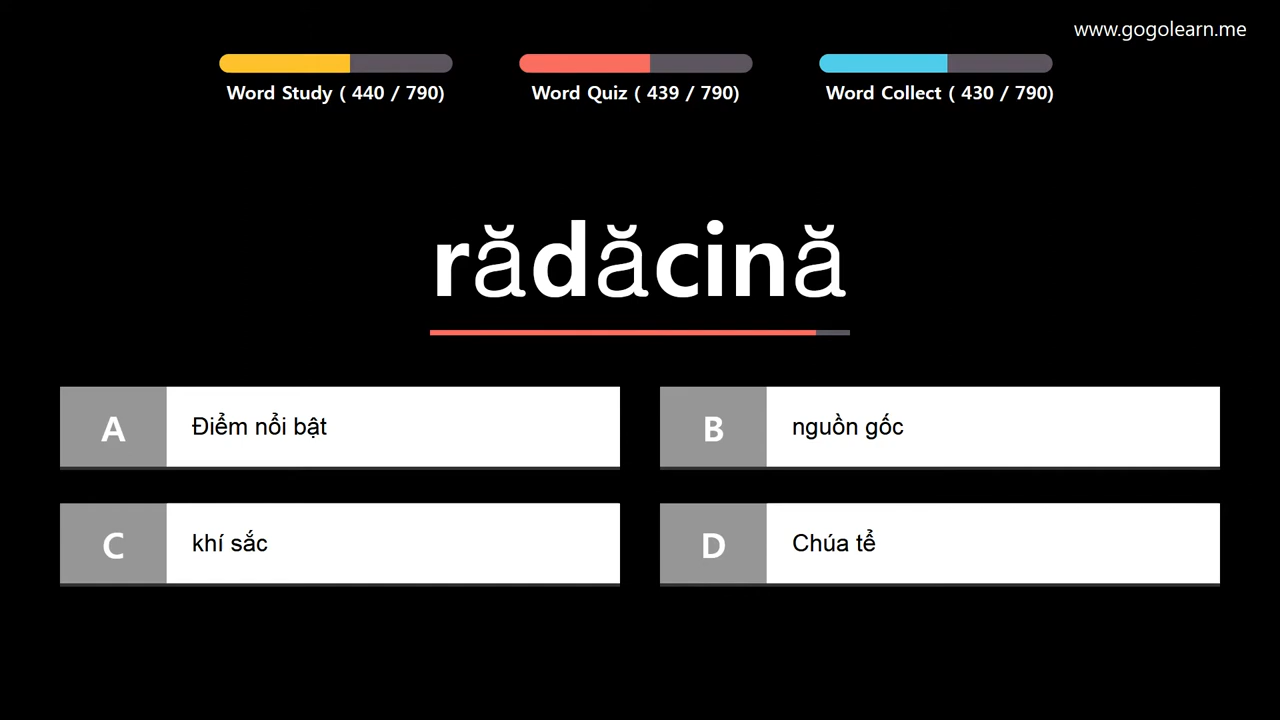 www.gogolearn.me
Word Study ( 440 / 790)
Word Quiz ( 439 / 790)
Word Collect ( 430 / 790)
rădăcină
A
Điểm nổi bật
B
nguồn gốc
C
khí sắc
D
Chúa tể